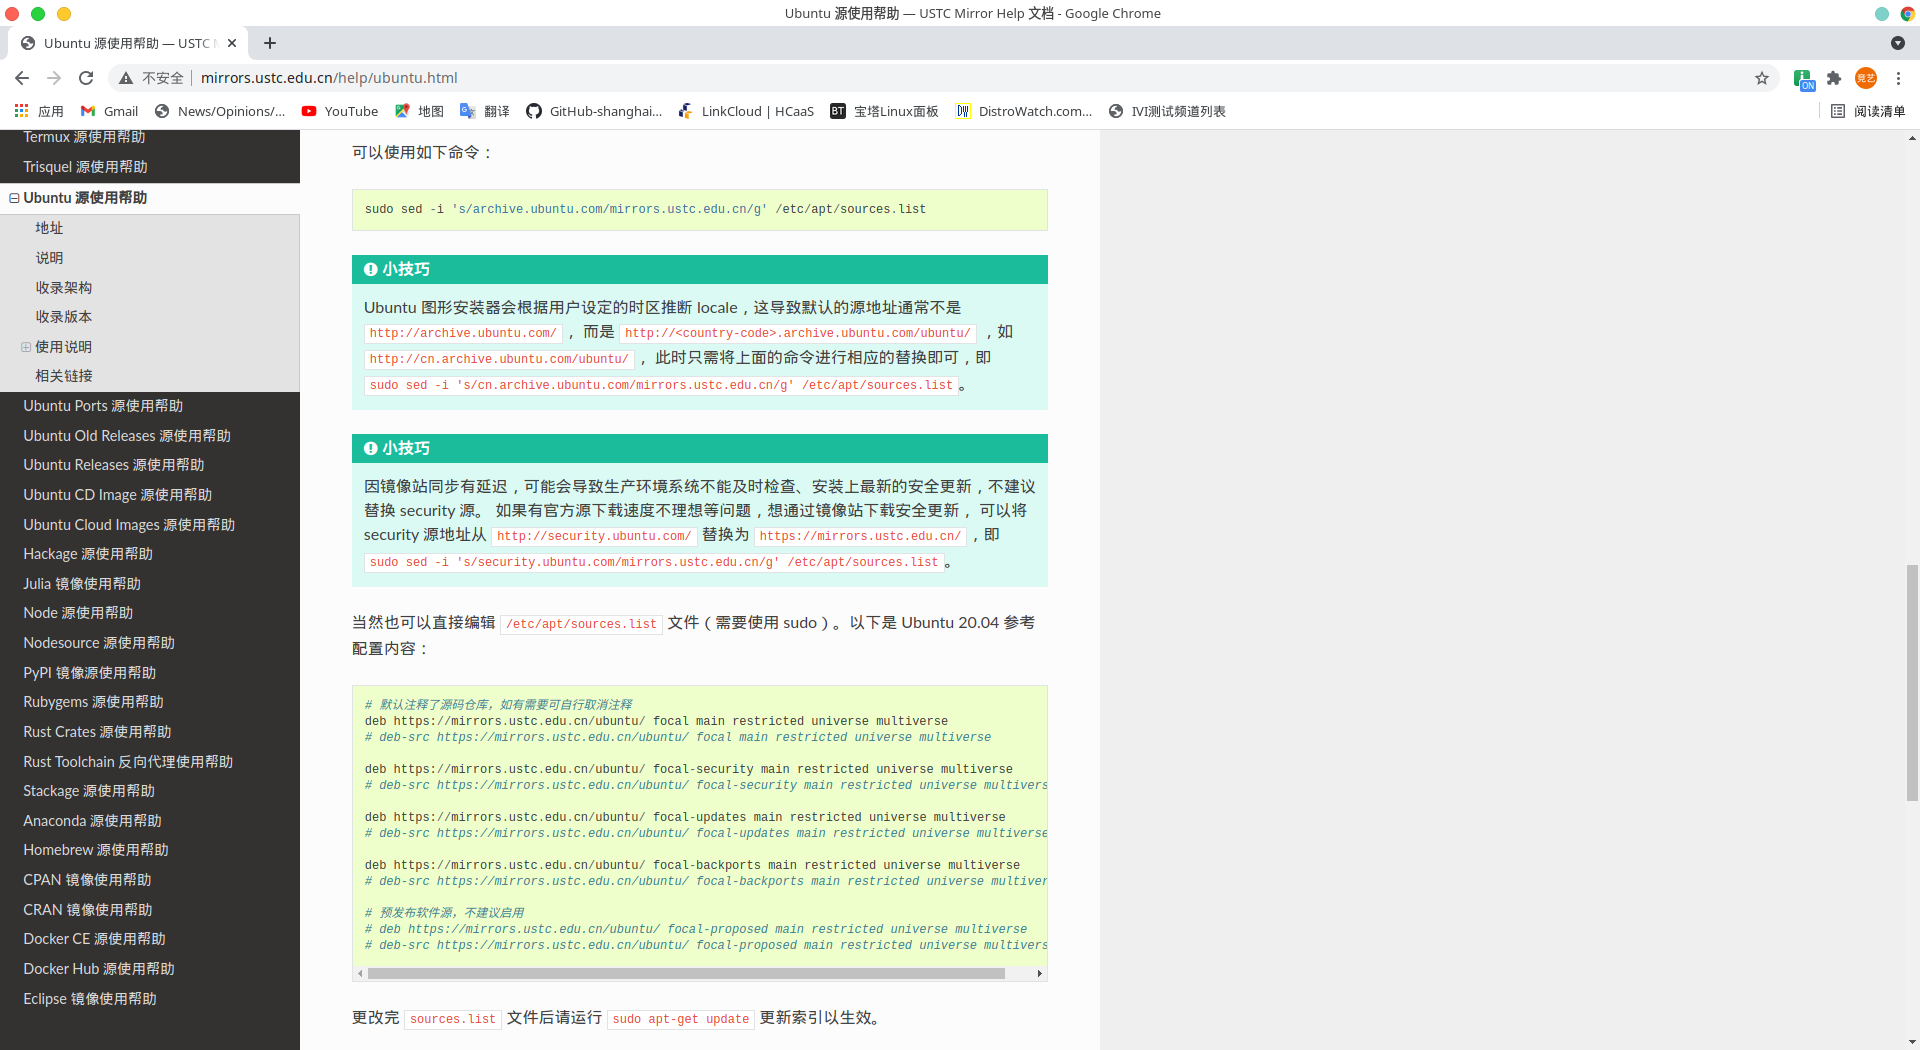 Ubuntu 源使用帮助 — USTC Mirror Help 文档 - Google Chrome
Ubuntu 源使用帮助 — USTC
不安全 mirrors.ustc.edu.cn/help/ubuntu.html
竞艺
ON
应用 Gmail News/Opinions/... YouTube 地图 翻译 GitHub-shanghai... LinkCloud | HCaaS BT 宝塔Linux面板 DistroWatch.com... IVI测试频道列表 阅读清单
Termux 源使用帮助
Trisquel 源使用帮助
Ubuntu 源使用帮助
地址
说明
收录架构
收录版本
使用说明
相关链接
Ubuntu Ports 源使用帮助
Ubuntu Old Releases 源使用帮助
Ubuntu Releases 源使用帮助
Ubuntu CD Image 源使用帮助
Ubuntu Cloud Images 源使用帮助
Hackage 源使用帮助
Julia 镜像使用帮助
Node 源使用帮助
Nodesource 源使用帮助
PyPI 镜像源使用帮助
Rubygems 源使用帮助
Rust Crates 源使用帮助
Rust Toolchain 反向代理使用帮助
Stackage 源使用帮助
Anaconda 源使用帮助
Homebrew 源使用帮助
CPAN 镜像使用帮助
CRAN 镜像使用帮助
Docker CE 源使用帮助
Docker Hub 源使用帮助
Eclipse 镜像使用帮助
可以使用如下命令：
sudo sed -i 's/archive.ubuntu.com/mirrors.ustc.edu.cn/g' /etc/apt/sources.list
小技巧
Ubuntu 图形安装器会根据用户设定的时区推断 locale，这导致默认的源地址通常不是
http://archive.ubuntu.com/ ， 而是 http://<country-code>.archive.ubuntu.com/ubuntu/ ，如
http://cn.archive.ubuntu.com/ubuntu/ ， 此时只需将上面的命令进行相应的替换即可，即
sudo sed -i 's/cn.archive.ubuntu.com/mirrors.ustc.edu.cn/g' /etc/apt/sources.list 。
小技巧
因镜像站同步有延迟，可能会导致生产环境系统不能及时检查、安装上最新的安全更新，不建议
替换 security 源。 如果有官方源下载速度不理想等问题，想通过镜像站下载安全更新， 可以将
security 源地址从 http://security.ubuntu.com/ 替换为 https://mirrors.ustc.edu.cn/ ，即
sudo sed -i 's/security.ubuntu.com/mirrors.ustc.edu.cn/g' /etc/apt/sources.list 。
当然也可以直接编辑 /etc/apt/sources.list 文件（需要使用 sudo）。以下是 Ubuntu 20.04 参考
配置内容：
# 默认注释了源码仓库，如有需要可自行取消注释
deb https://mirrors.ustc.edu.cn/ubuntu/ focal main restricted universe multiverse
# deb-src https://mirrors.ustc.edu.cn/ubuntu/ focal main restricted universe multiverse
deb https://mirrors.ustc.edu.cn/ubuntu/ focal-security main restricted universe multiverse
# deb-src https://mirrors.ustc.edu.cn/ubuntu/ focal-security main restricted universe multivers
deb https://mirrors.ustc.edu.cn/ubuntu/ focal-updates main restricted universe multiverse
# deb-src https://mirrors.ustc.edu.cn/ubuntu/ focal-updates main restricted universe multiverse
deb https://mirrors.ustc.edu.cn/ubuntu/ focal-backports main restricted universe multiverse
# deb-src https://mirrors.ustc.edu.cn/ubuntu/ focal-backports main restricted universe multiver
# 预发布软件源，不建议启用
# deb https://mirrors.ustc.edu.cn/ubuntu/ focal-proposed main restricted universe multiverse
# deb-src https://mirrors.ustc.edu.cn/ubuntu/ focal-proposed main restricted universe multivers
更改完 sources.list 文件后请运行 sudo apt-get update 更新索引以生效。